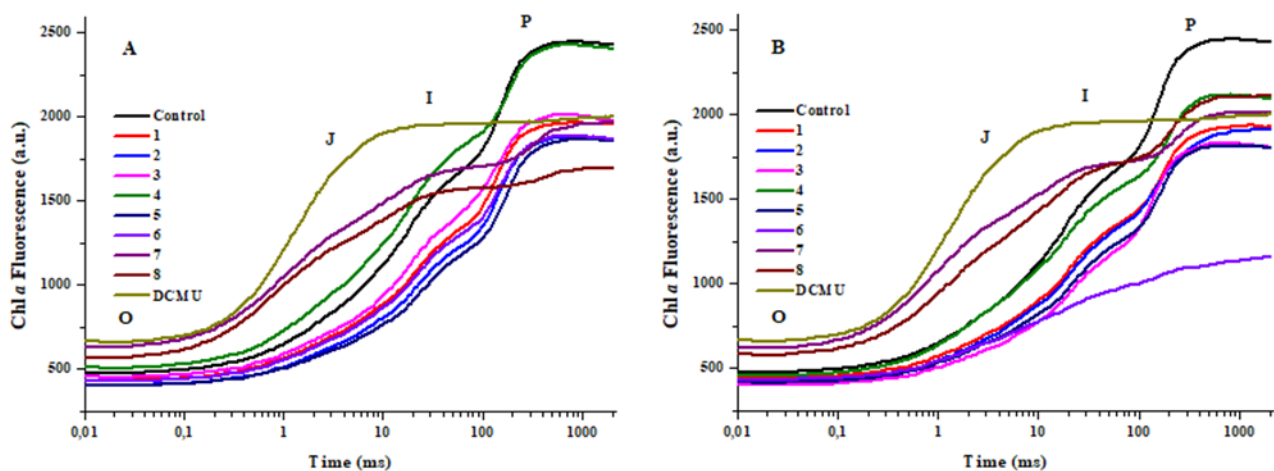 P
A
2500
Control
1
2
3
4
5
6
7
8
DCMU
I
J
O
2000
1500
1000
500
Chl a Fluorescence (a.u.)
0,01 0,1 1 10 100 1000
Time (ms)
P
B
2500
Control
1
2
3
4
5
6
7
8
DCMU
I
J
O
2000
1500
1000
500
Chl a Fluorescence (a.u.)
0,01 0,1 1 10 100 1000
Time (ms)